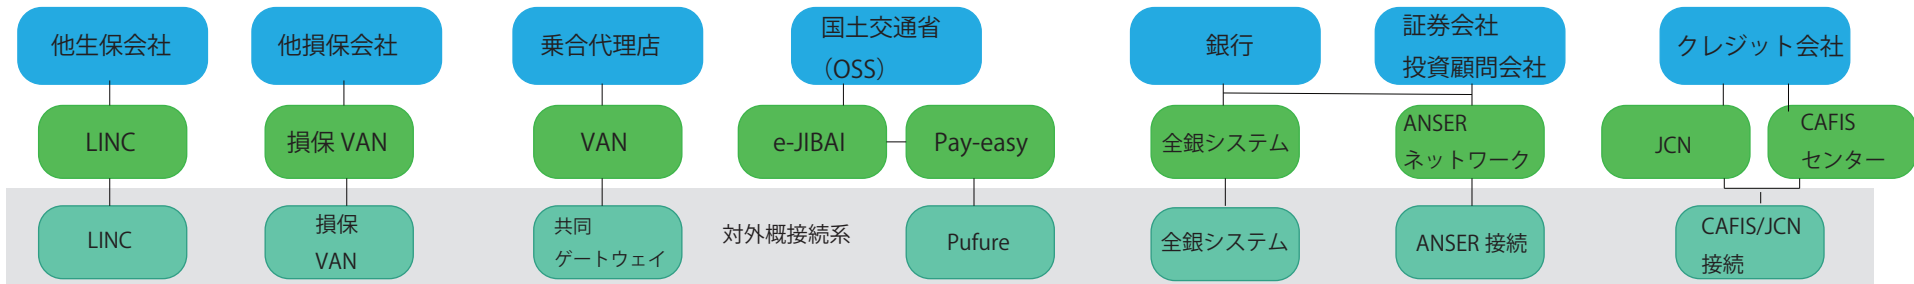 他生保会社
他損保会社
乗合代理店
国土交通省
（OSS）
銀行
証券会社
投資顧問会社
クレジット会社
LINC
損保 VAN
VAN
e-JIBAI
Pay-easy
全銀システム
ANSER
ネットワーク
JCN
CAFIS
センター
LINC
損保
VAN
共同
ゲートウェイ
対外概接続系
Pufure
全銀システム
ANSER 接続
CAFIS/JCN
接続